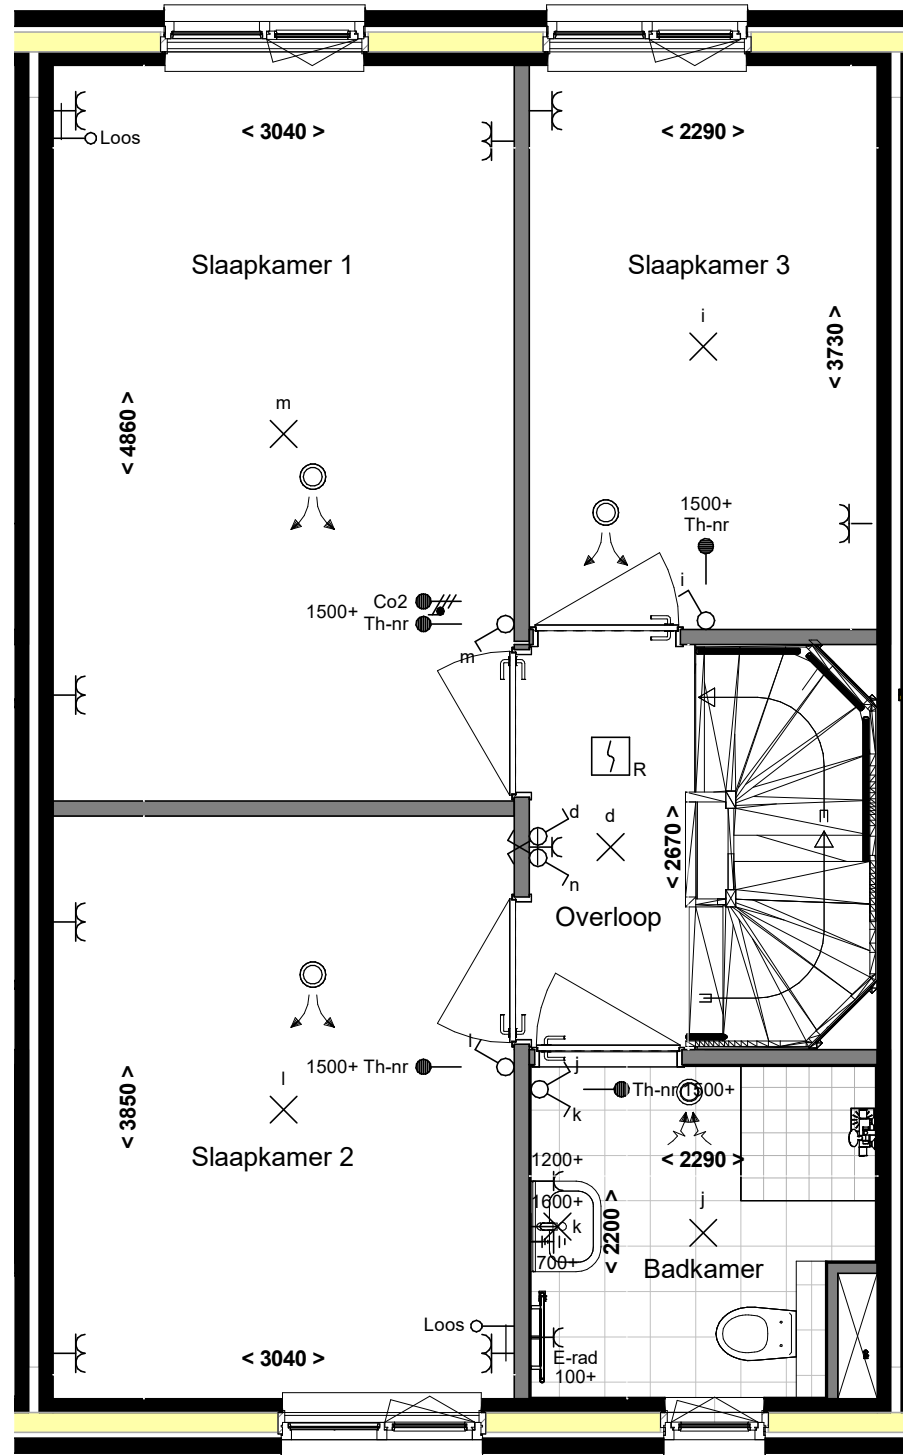 < 3040 >
< 2290 >
Loos
Slaapkamer 1
Slaapkamer 3
i
< 3730 >
m
< 4860 >
1500+
Th-nr
Co2
1500+
Th-nr
i
m
R
d
d
n
< 2670 >
Overloop
l
1500+ Th-nr
j
k
Th-nr 1500+
l
< 3850 >
Slaapkamer 2
1200+
< 2290 >
1600+
k
700+
< 2200 >
j
Badkamer
Loos
< 3040 >
E-rad
100+